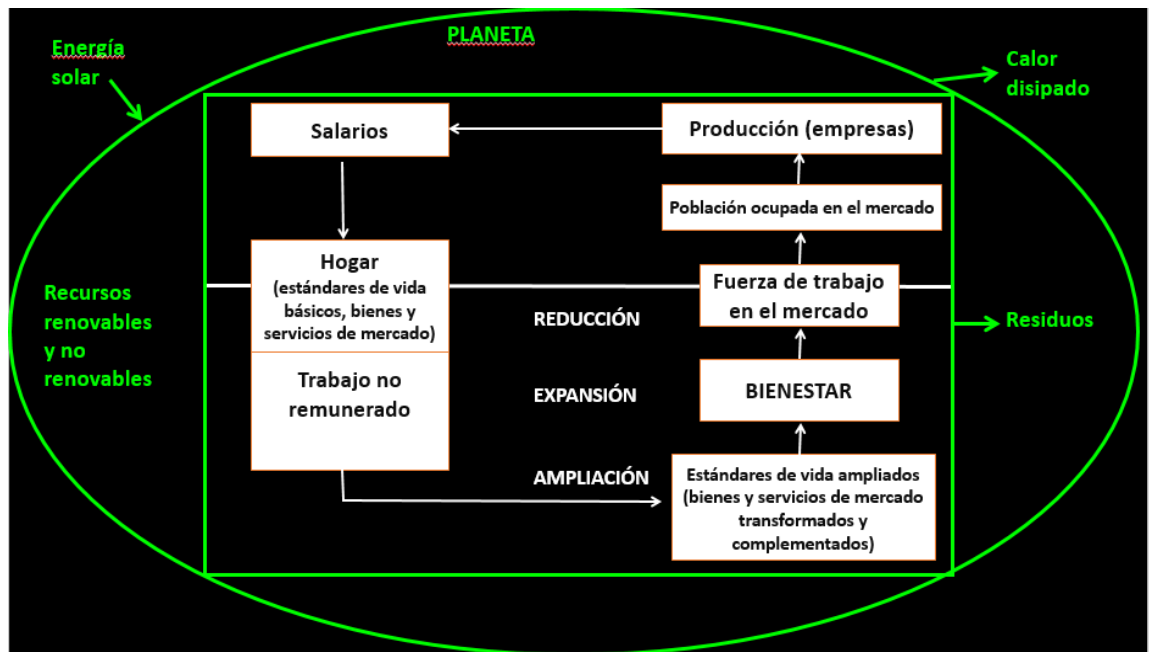 PLANETA
Energía
solar
Calor
disipado
Salarios
Producción (empresas)
Población ocupada en el mercado
Hogar
(estándares de vida
básicos, bienes y
servicios de mercado)
Fuerza de trabajo
en el mercado
Recursos
renovables
y no
renovables
REDUCCIÓN
Residuos
Trabajo no
remunerado
EXPANSIÓN
BIENESTAR
AMPLIACIÓN
Estándares de vida ampliados
(bienes y servicios de mercado
transformados y
complementados)